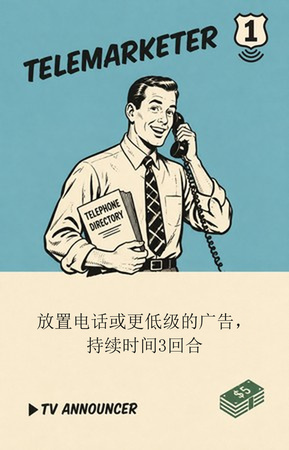 TELEMARKETER
1
TELEPHONE
DIRECTORY
放置电话或更低级的广告，
持续时间3回合
▶TV ANNOUNCER
$5